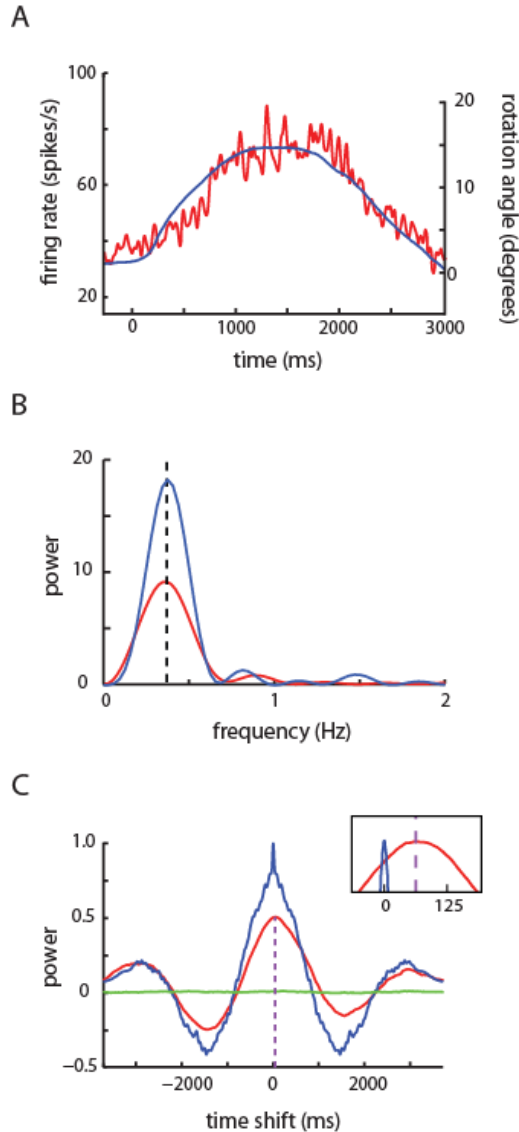 A
100
60
20
firing rate (spikes/s)
20
10
0
rotation angle (degrees)
0 1000 2000 3000
time (ms)
B
20
10
0
power
0 1 2
frequency (Hz)
C
1.0
0.5
0
−0.5
power
0 125
−2000 0 2000
time shift (ms)